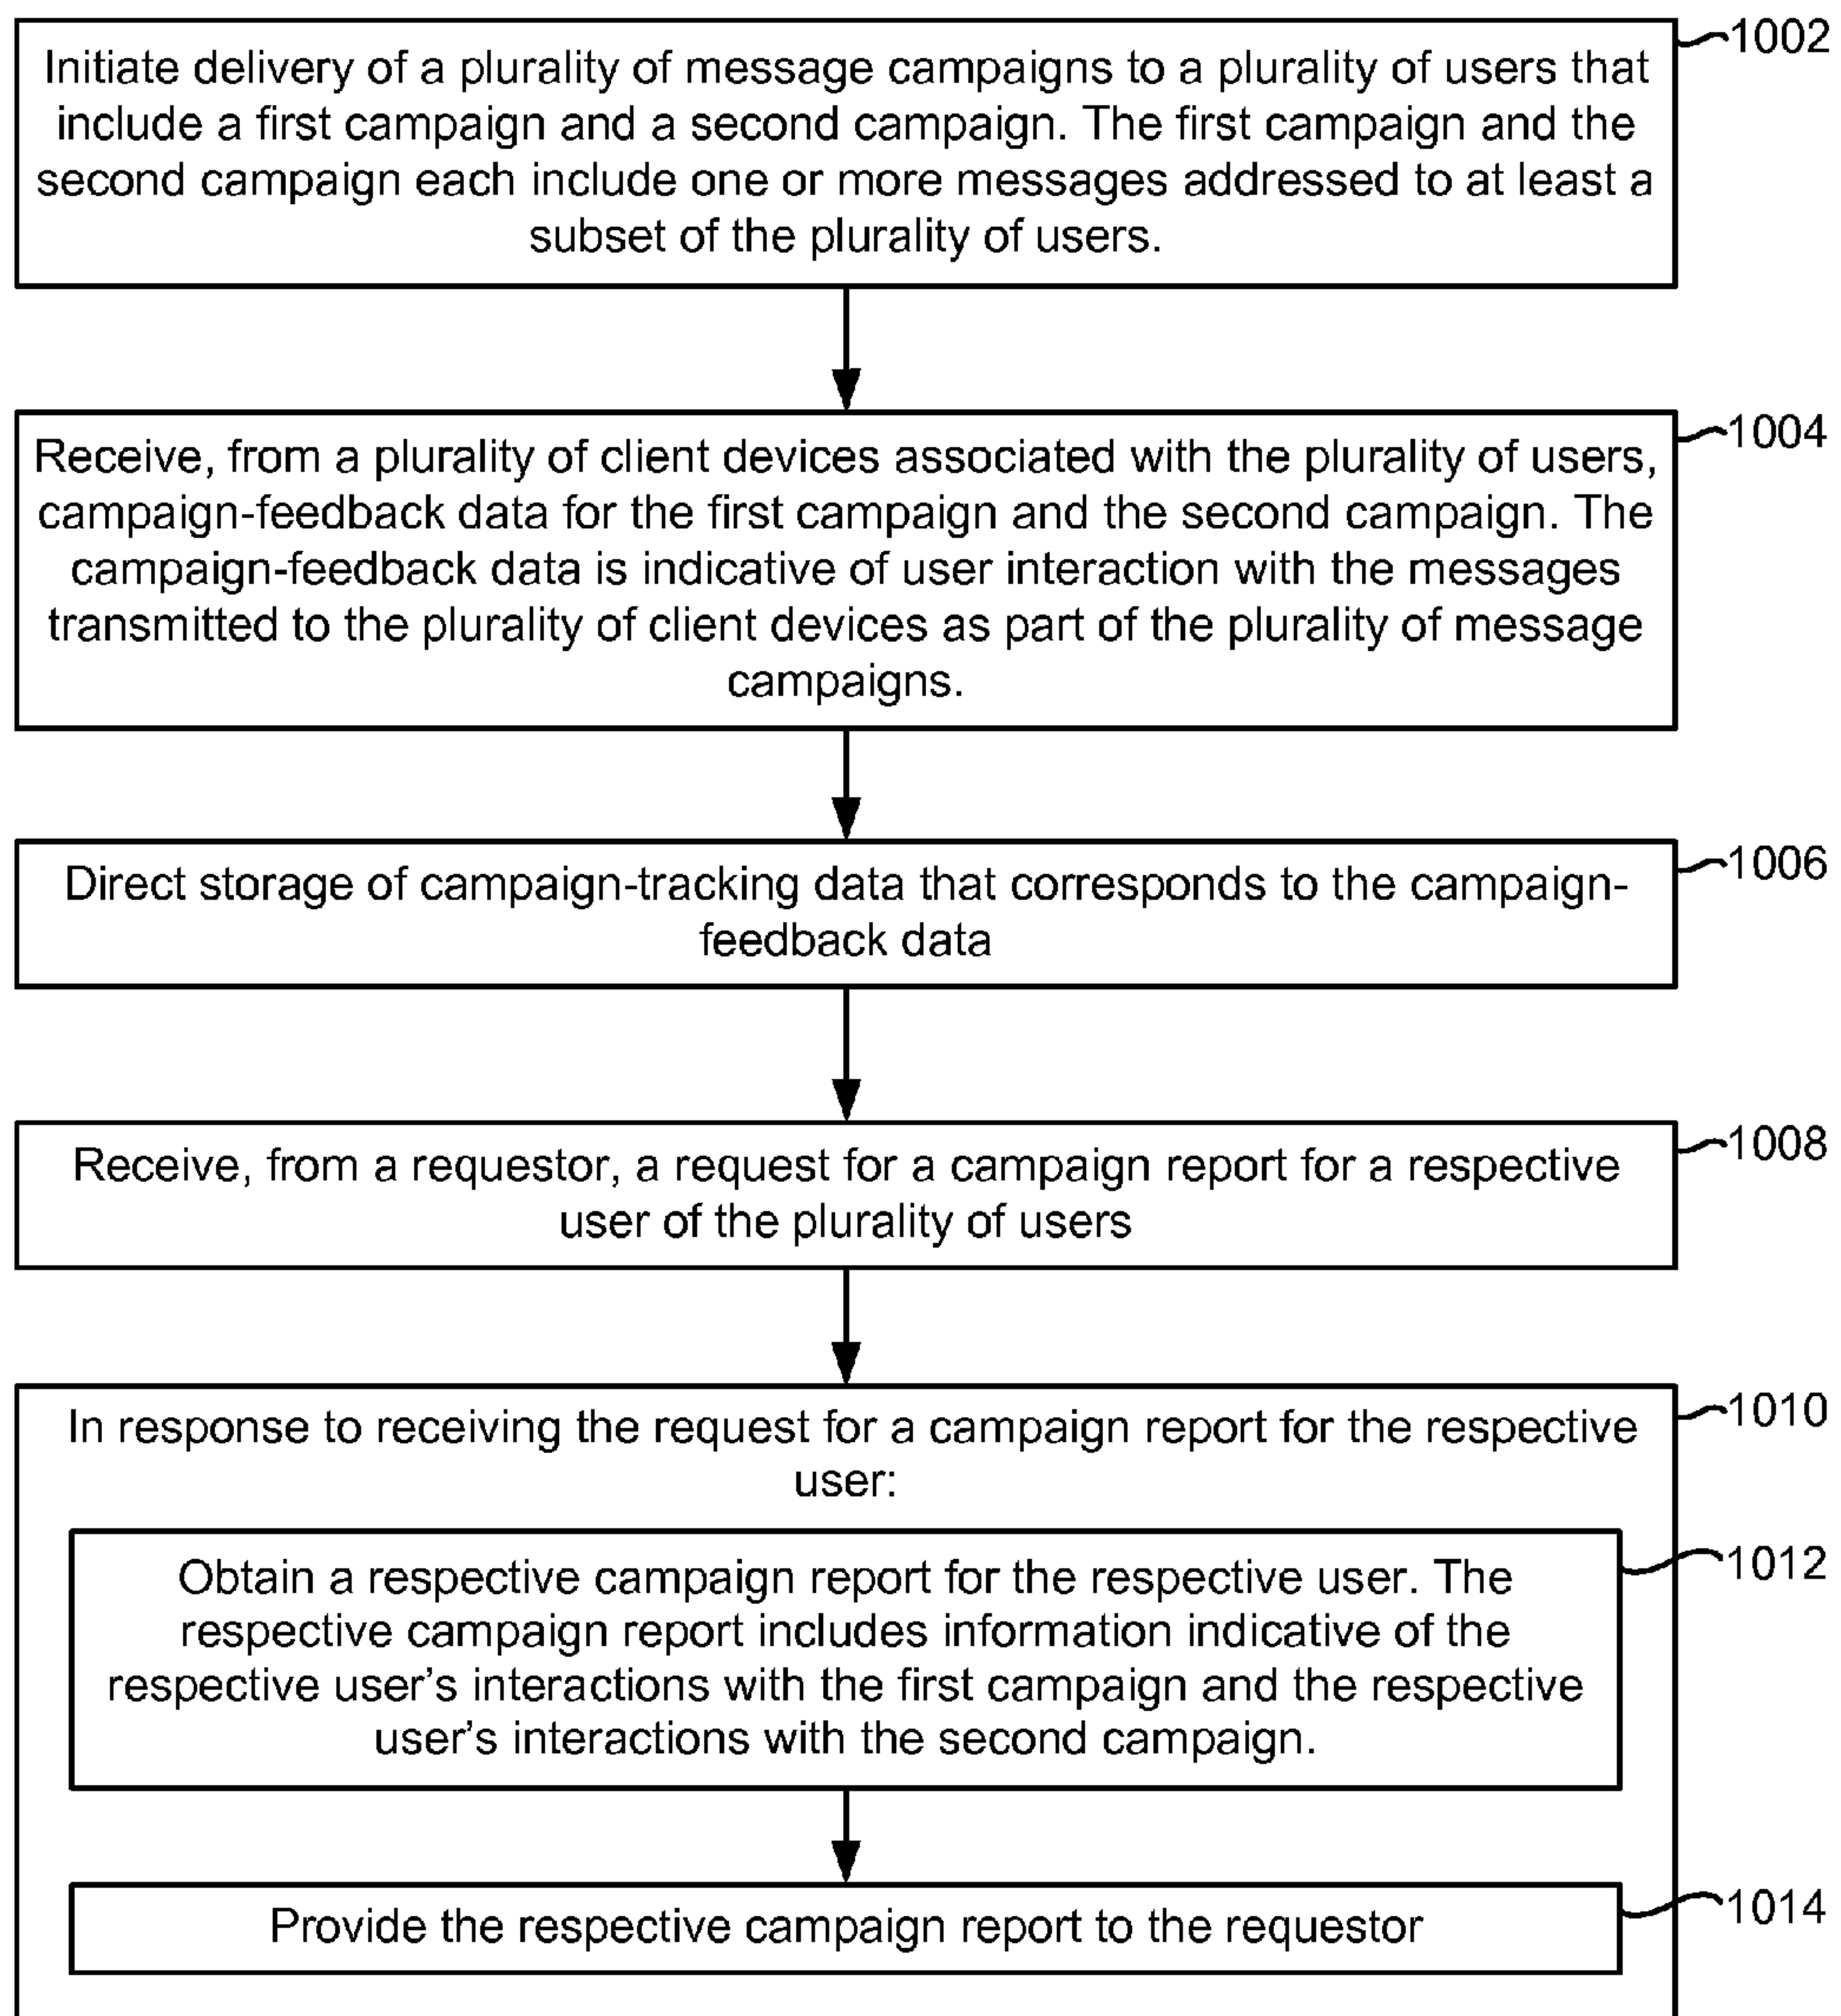 1002
Initiate delivery of a plurality of message campaigns to a plurality of users that
include a first campaign and a second campaign. The first campaign and the
second campaign each include one or more messages addressed to at least a
subset of the plurality of users.
1004
Receive, from a plurality of client devices associated with the plurality of users,
campaign-feedback data for the first campaign and the second campaign. The
campaign-feedback data is indicative of user interaction with the messages
transmitted to the plurality of client devices as part of the plurality of message
campaigns.
1006
Direct storage of campaign-tracking data that corresponds to the campaign-
feedback data
1008
Receive, from a requestor, a request for a campaign report for a respective
user of the plurality of users
1010
In response to receiving the request for a campaign report for the respective
user:
1012
Obtain a respective campaign report for the respective user. The
respective campaign report includes information indicative of the
respective user’s interactions with the first campaign and the respective
user’s interactions with the second campaign.
1014
Provide the respective campaign report to the requestor